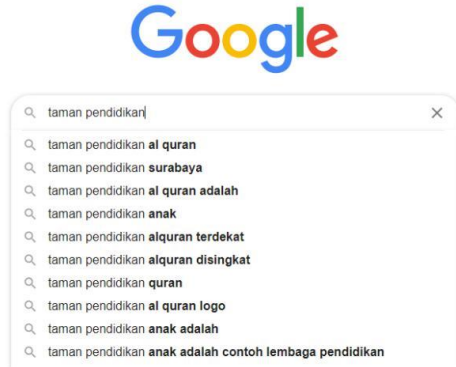 Google
taman pendidikan
taman pendidikan al quran
taman pendidikan surabaya
taman pendidikan al quran adalah
taman pendidikan anak
taman pendidikan alquran terdekat
taman pendidikan alquran disingkat
taman pendidikan quran
taman pendidikan al quran logo
taman pendidikan anak adalah
taman pendidikan anak adalah contoh lembaga pendidikan